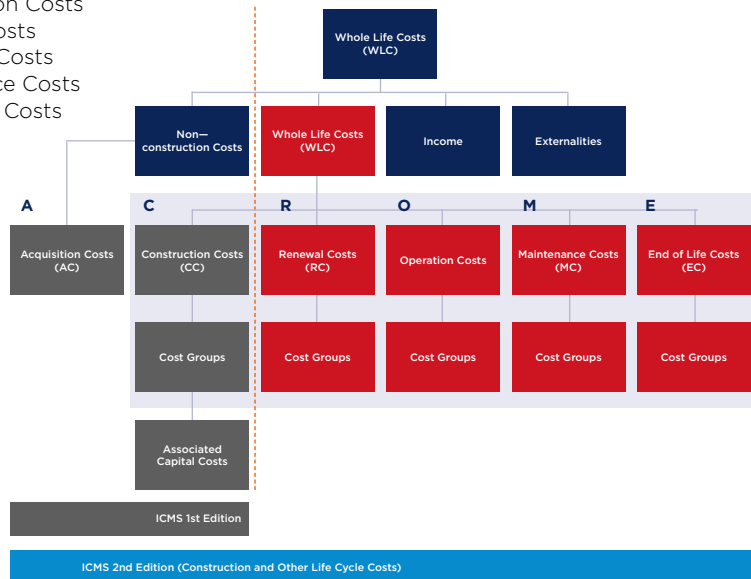 on Costs
osts
Costs
ce Costs
Costs
Whole Life Costs
(WLC)
Non—
construction Costs
Whole Life Costs
(WLC)
Income
Externalities
A
C
R
O
M
E
Acquisition Costs
(AC)
Construction Costs
(CC)
Renewal Costs
(RC)
Operation Costs
Maintenance Costs
(MC)
End of Life Costs
(EC)
Cost Groups
Cost Groups
Cost Groups
Cost Groups
Cost Groups
Associated
Capital Costs
ICMS 1st Edition
ICMS 2nd Edition (Construction and Other Life Cycle Costs)